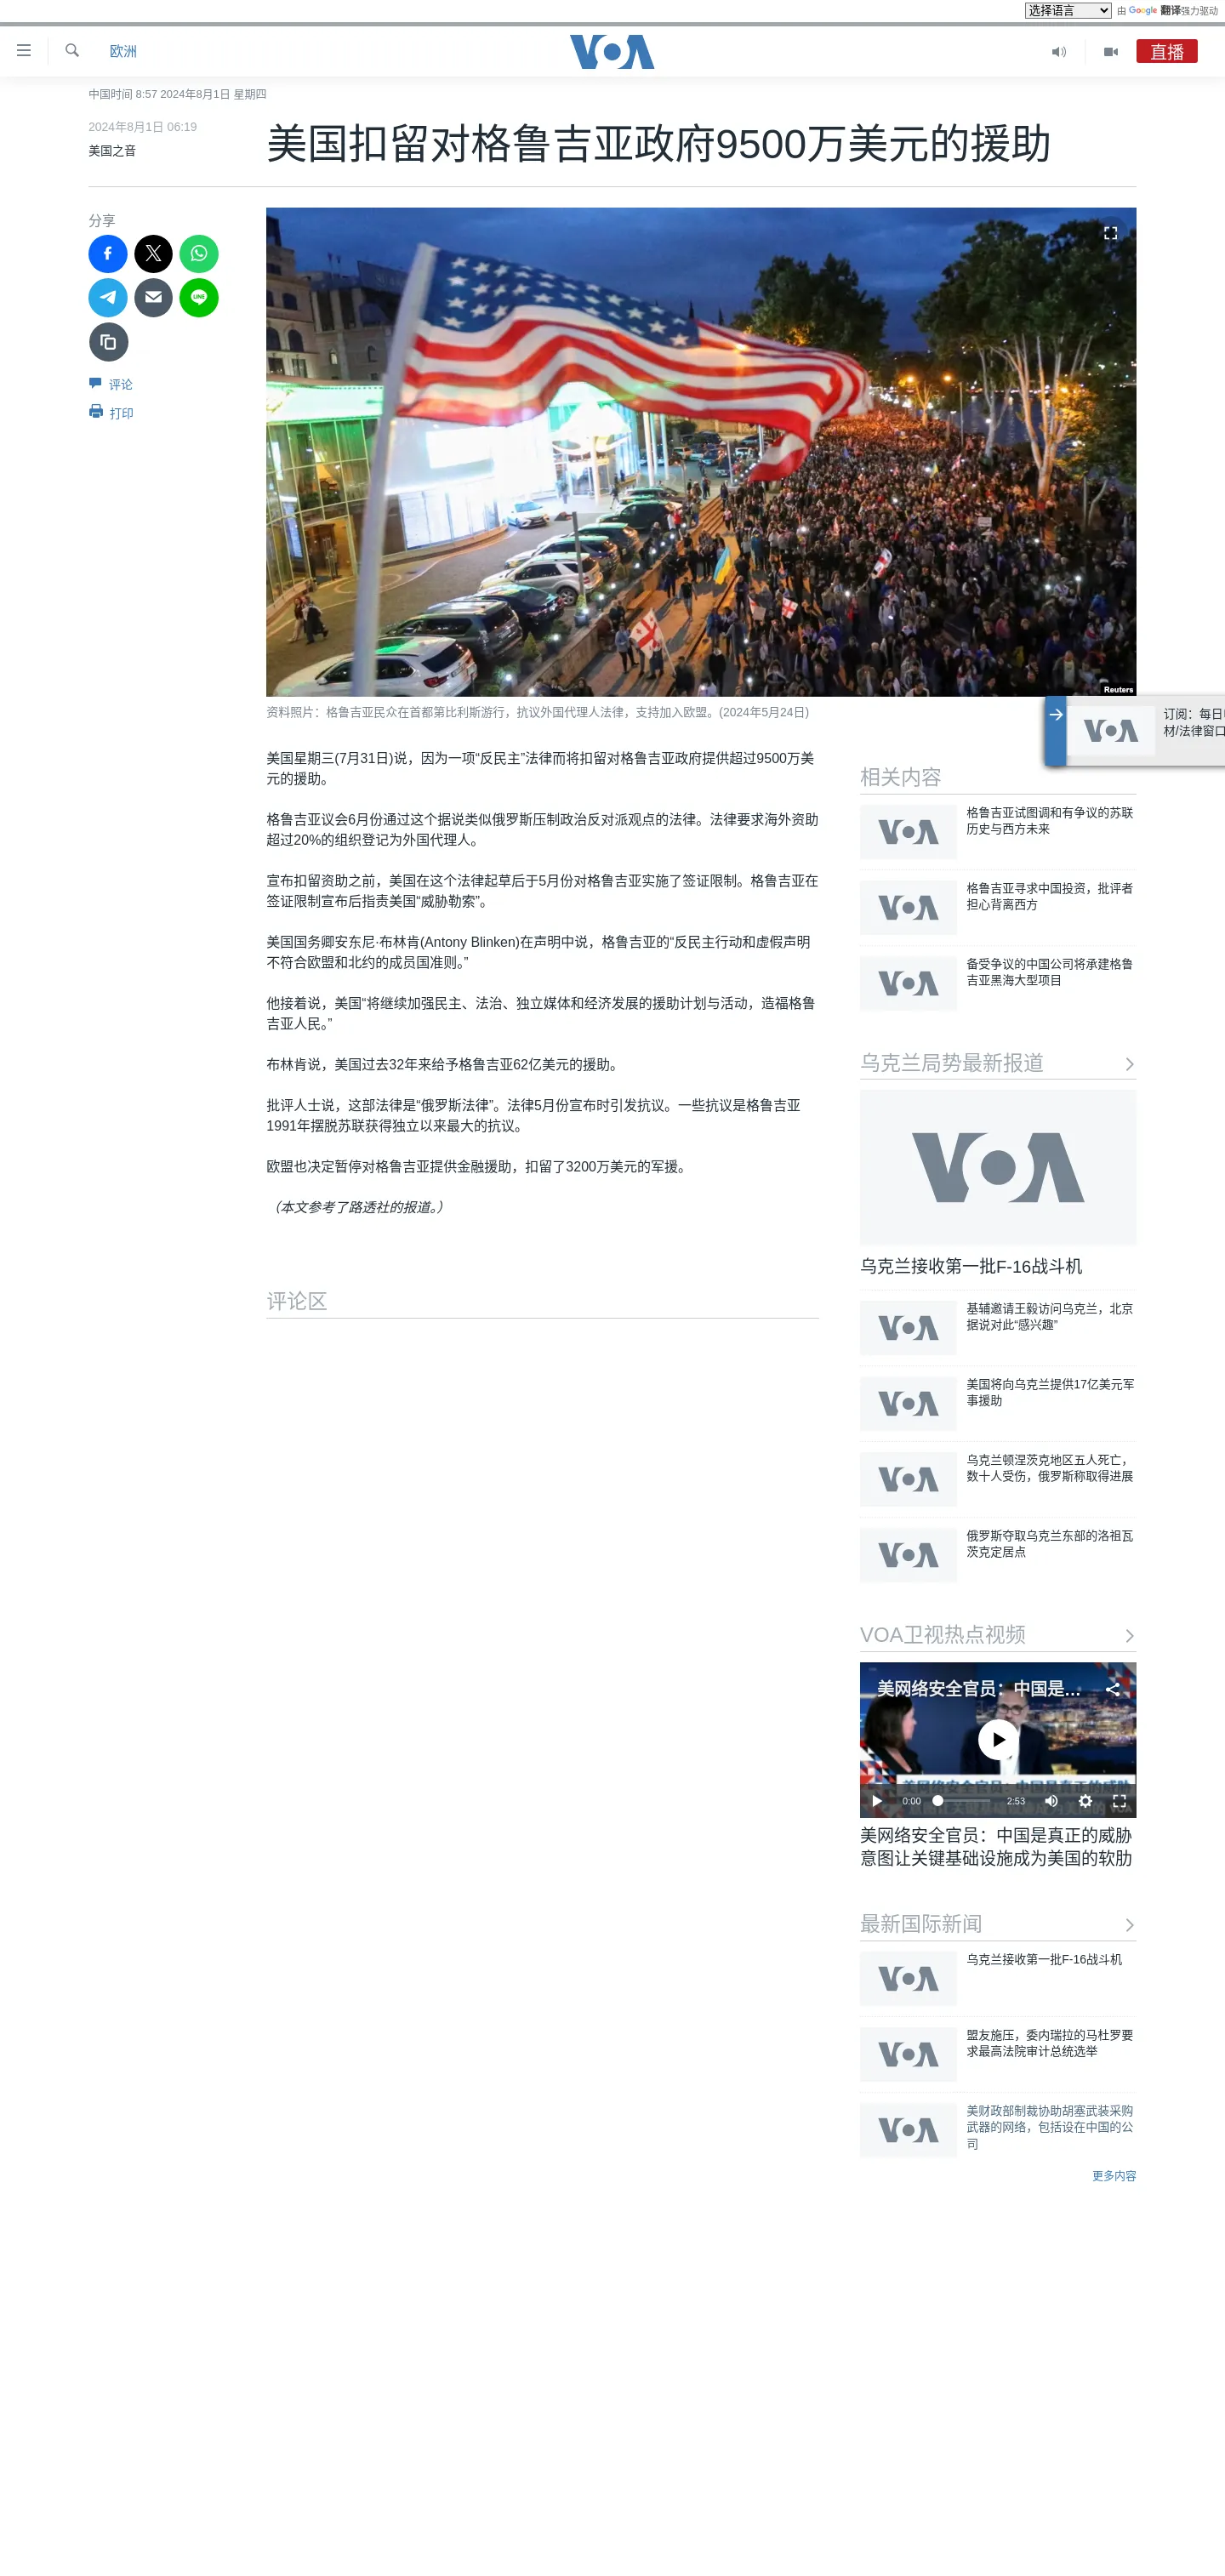 选择语言
由 Google 翻译强力驱动
欧洲
VOA
直播
中国时间 8:57 2024年8月1日 星期四
2024年8月1日 06:19
美国之音
美国扣留对格鲁吉亚政府9500万美元的援助
分享
LINE
评论
打印
Reuters
资料照片：格鲁吉亚民众在首都第比利斯游行，抗议外国代理人法律，支持加入欧盟。(2024年5月24日)
VOA
订阅：每日
材/法律窗口
美国星期三(7月31日)说，因为一项“反民主”法律而将扣留对格鲁吉亚政府提供超过9500万美
元的援助。
格鲁吉亚议会6月份通过这个据说类似俄罗斯压制政治反对派观点的法律。法律要求海外资助
超过20%的组织登记为外国代理人。
宣布扣留资助之前，美国在这个法律起草后于5月份对格鲁吉亚实施了签证限制。格鲁吉亚在
签证限制宣布后指责美国“威胁勒索”。
美国国务卿安东尼·布林肯(Antony Blinken)在声明中说，格鲁吉亚的“反民主行动和虚假声明
不符合欧盟和北约的成员国准则。”
他接着说，美国“将继续加强民主、法治、独立媒体和经济发展的援助计划与活动，造福格鲁
吉亚人民。”
布林肯说，美国过去32年来给予格鲁吉亚62亿美元的援助。
批评人士说，这部法律是“俄罗斯法律”。法律5月份宣布时引发抗议。一些抗议是格鲁吉亚
1991年摆脱苏联获得独立以来最大的抗议。
欧盟也决定暂停对格鲁吉亚提供金融援助，扣留了3200万美元的军援。
（本文参考了路透社的报道。）
评论区
相关内容
VOA
格鲁吉亚试图调和有争议的苏联
历史与西方未来
VOA
格鲁吉亚寻求中国投资，批评者
担心背离西方
VOA
备受争议的中国公司将承建格鲁
吉亚黑海大型项目
乌克兰局势最新报道
VOA
乌克兰接收第一批F-16战斗机
VOA
基辅邀请王毅访问乌克兰，北京
据说对此“感兴趣”
VOA
美国将向乌克兰提供17亿美元军
事援助
VOA
乌克兰顿涅茨克地区五人死亡，
数十人受伤，俄罗斯称取得进展
VOA
俄罗斯夺取乌克兰东部的洛祖瓦
茨克定居点
VOA卫视热点视频
美网络安全官员：中国是...
美网络安全官员：中国是真正的威胁
0:00
2:53
美网络安全官员：中国是真正的威胁
意图让关键基础设施成为美国的软肋
最新国际新闻
VOA
乌克兰接收第一批F-16战斗机
VOA
盟友施压，委内瑞拉的马杜罗要
求最高法院审计总统选举
VOA
美财政部制裁协助胡塞武装采购
武器的网络，包括设在中国的公
司
更多内容